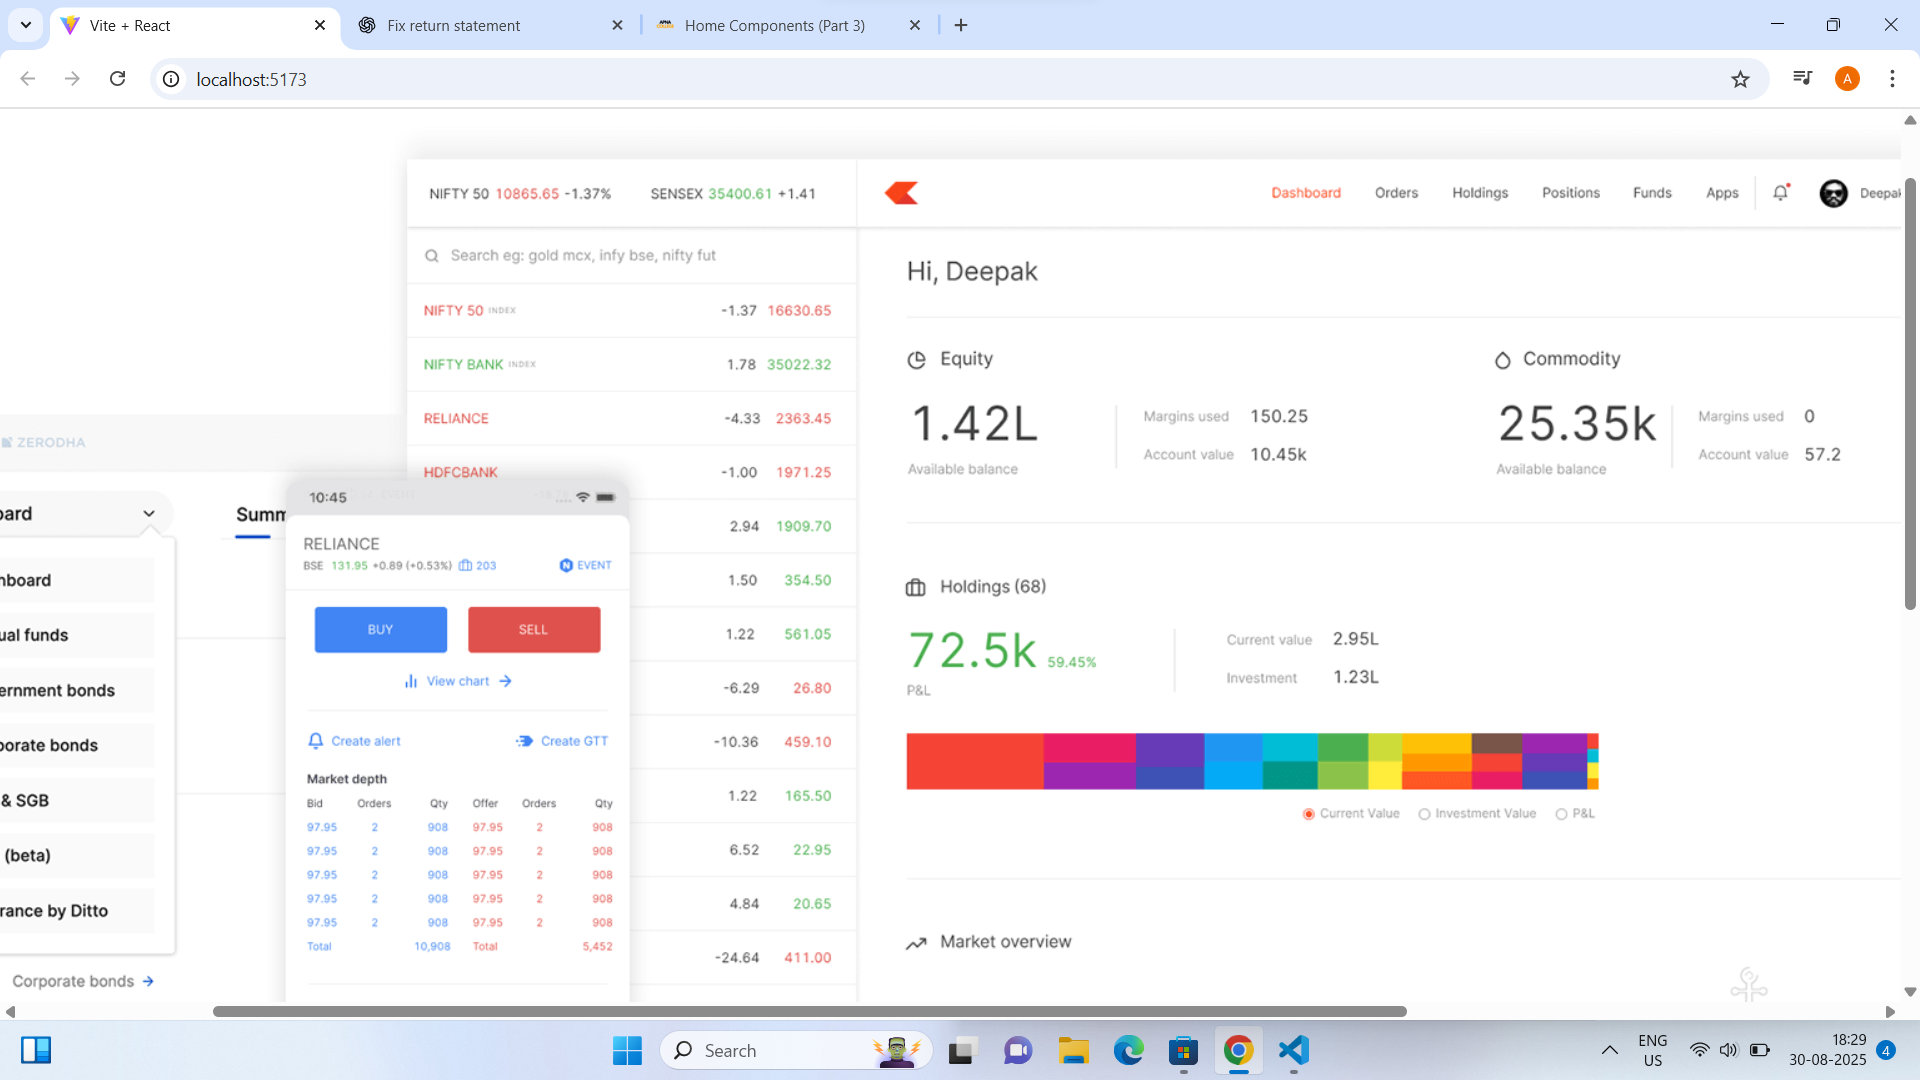 Vite + React
Fix return statement
Home Components (Part 3)
localhost:5173
A
NIFTY 50 10865.65 -1.37%
SENSEX 35400.61 +1.41
Dashboard
Orders
Holdings
Positions
Funds
Apps
Deepak
Search eg: gold mcx, infy bse, nifty fut
NIFTY 50 INDEX -1.37 16630.65
NIFTY BANK INDEX 1.78 35022.32
RELIANCE -4.33 2363.45
HDFCBANK -1.00 1971.25
2.94 1909.70
1.50 354.50
1.22 561.05
-6.29 26.80
-10.36 459.10
1.22 165.50
6.52 22.95
4.84 20.65
-24.64 411.00
Hi, Deepak
Equity
1.42L
Available balance
Margins used 150.25
Account value 10.45k
Commodity
25.35k
Available balance
Margins used 0
Account value 57.2
Holdings (68)
72.5k 59.45%
P&L
Current value 2.95L
Investment 1.23L
Current Value
Investment Value
P&L
Market overview
ZERODHA
oard
Summ
hboard
ual funds
ernment bonds
porate bonds
& SGB
(beta)
rance by Ditto
Corporate bonds
10:45
RELIANCE
BSE 131.95 +0.89 (+0.53%) 203
EVENT
BUY
SELL
View chart
Create alert
Create GTT
Market depth
Bid Orders Qty Offer Orders Qty
97.95 2 908 97.95 2 908
97.95 2 908 97.95 2 908
97.95 2 908 97.95 2 908
97.95 2 908 97.95 2 908
97.95 2 908 97.95 2 908
Total 10,908 Total 5,452
Search
ENG
US
18:29
30-08-2025
4